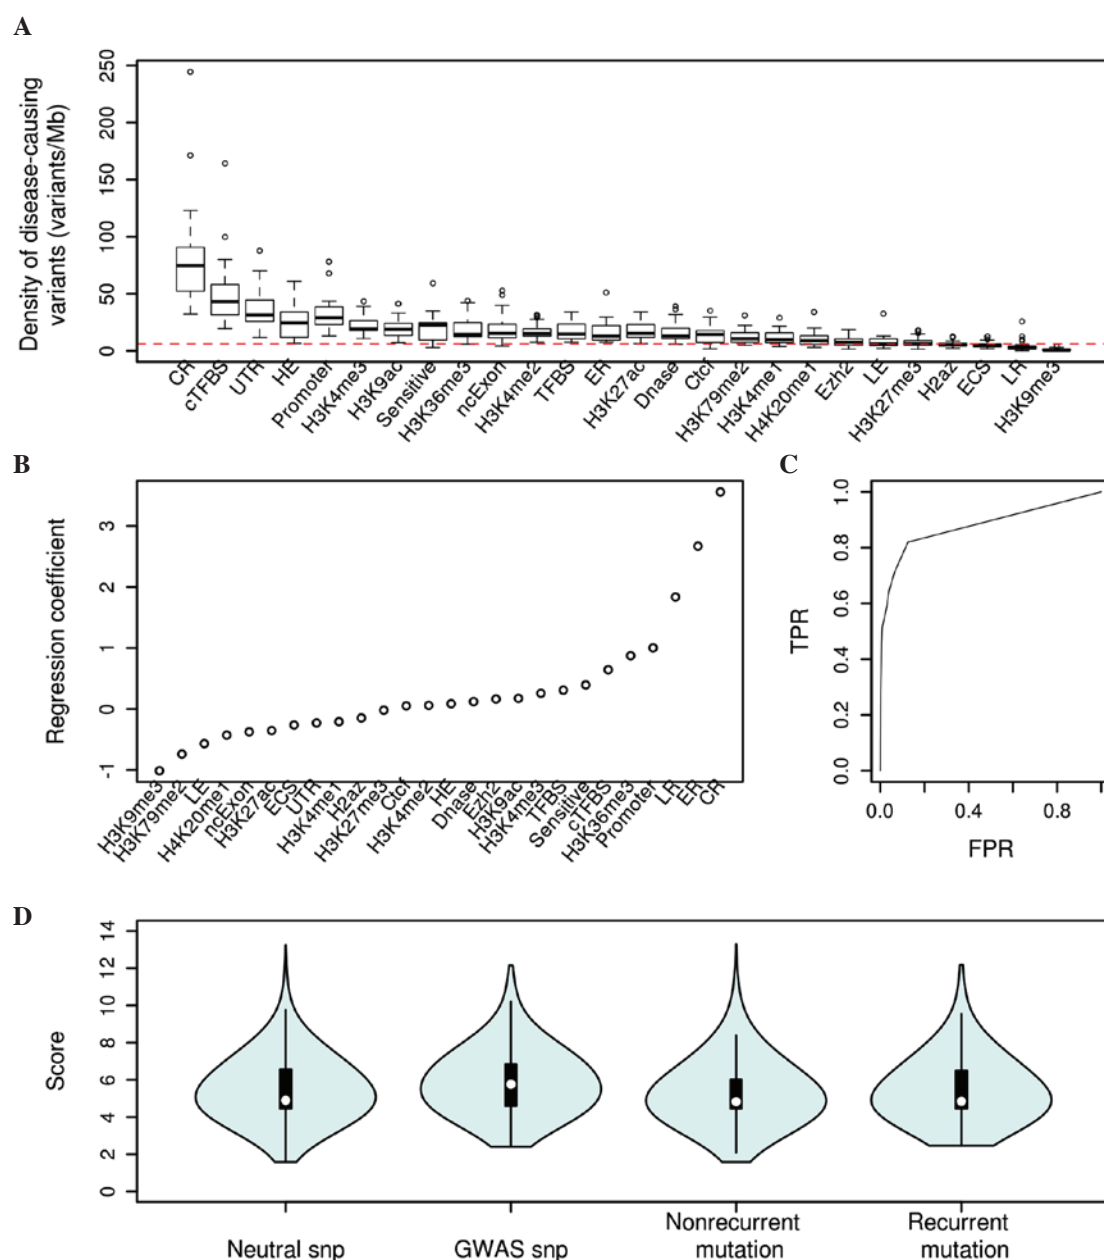 A
Density of disease-causing
variants (variants/Mb)
250
200
150
100
50
0
CR
cTFBS
UTR
HE
Promoter
H3K4me3
H3K9ac
Sensitive
H3K36me3
ncExon
H3K4me2
TFBS
ER
H3K27ac
Dnase
Ctcf
H3K79me2
H3K4me1
H4K20me1
Ezh2
LE
H3K27me3
H2az
ECS
LR
H3K9me3
B
Regression coefficient
3
2
1
0
-1
H3K9me3
H3K79me2
LE
H4K20me1
ncExon
H3K27ac
ECS
UTR
H3K4me1
H2az
H3K27me3
Ctcf
H3K4me2
HE
Dnase
Ezh2
H3K9ac
H3K4me3
TFBS
Sensitive
cTFBS
H3K36me3
Promoter
LR
ER
CR
C
TPR
1.0
0.8
0.6
0.4
0.2
0.0
0.0 0.4 0.8
FPR
D
Score
14
12
10
8
6
4
2
0
Neutral snp
GWAS snp
Nonrecurrent
mutation
Recurrent
mutation